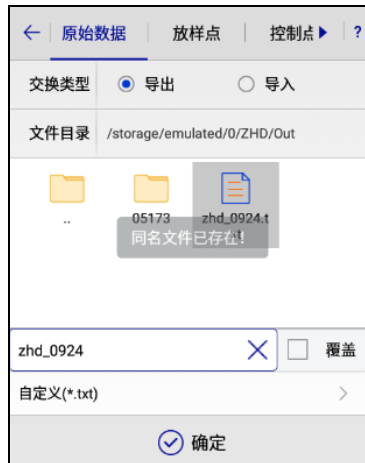 原始数据 放样点 控制点 ?
交换类型 导出 导入
文件目录 /storage/emulated/0/ZHD/Out
.. 05173 zhd_0924.t
同名文件已存在!
zhd_0924 覆盖
自定义(*.txt)
确定